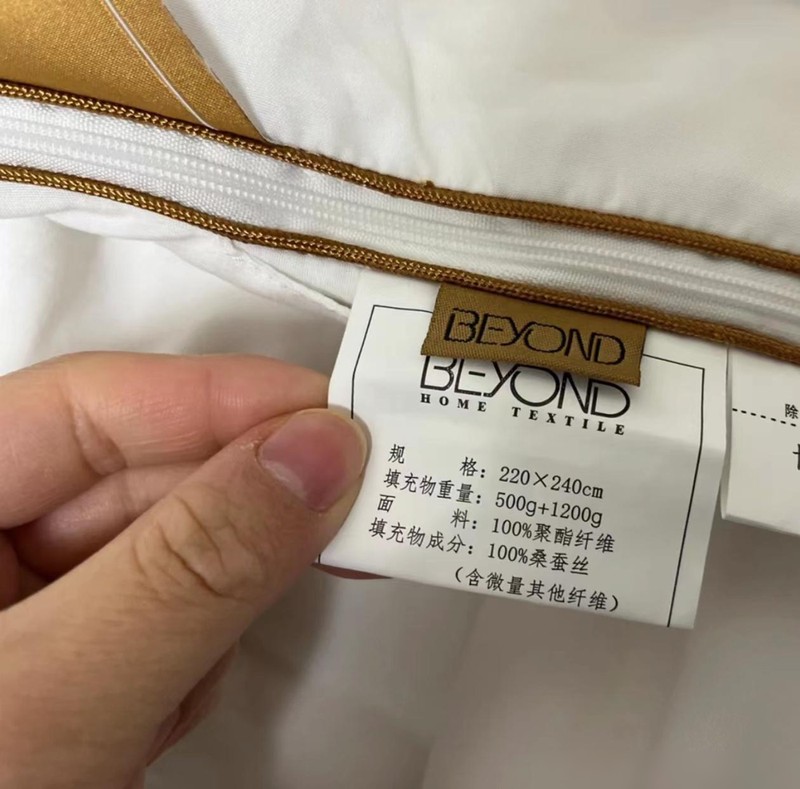 BEYOND
BEYOND
HOME TEXTILE
规 格：220×240cm
填充物重量：500g+1200g
面 料：100%聚酯纤维
填充物成分：100%桑蚕丝
（含微量其他纤维）
除